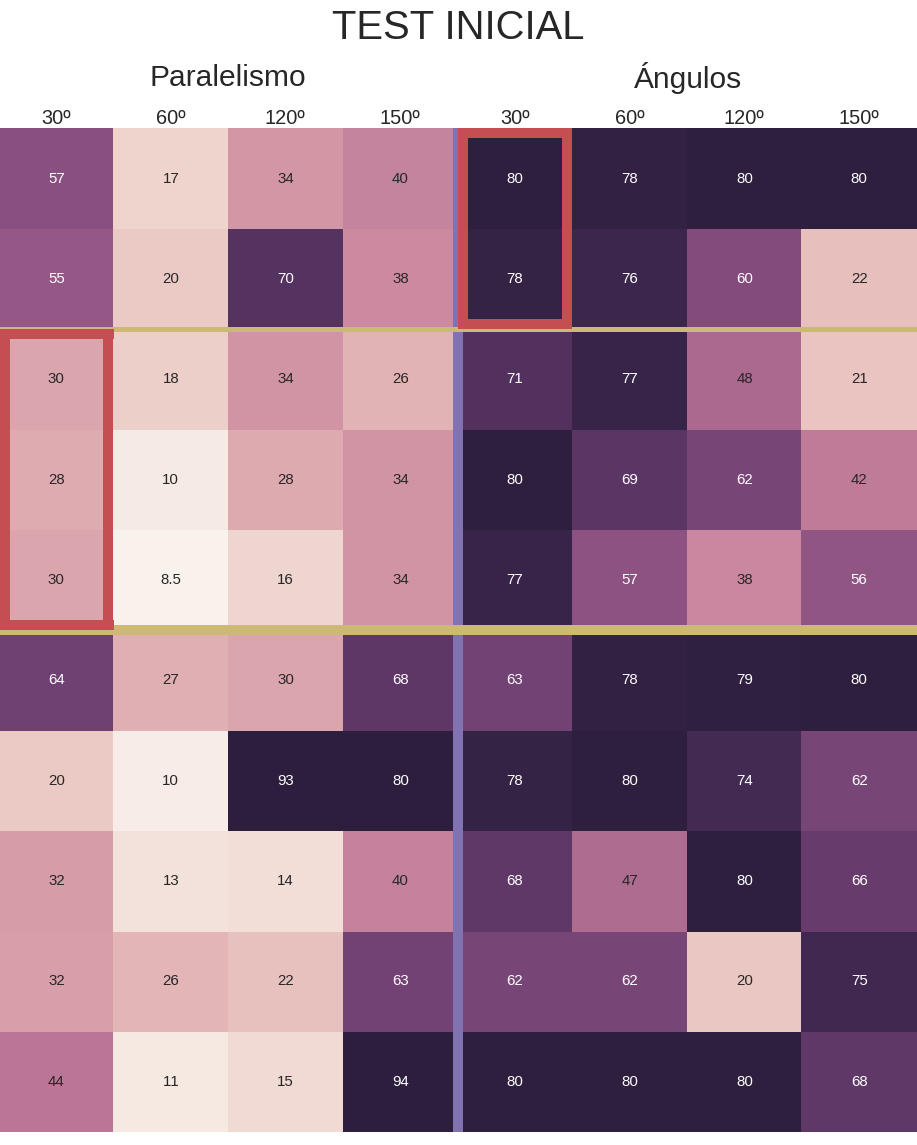 TEST INICIAL
Paralelismo Ángulos
30º 60º 120º 150º 30º 60º 120º 150º
57 17 34 40 80 78 80 80
55 20 70 38 78 76 60 22
30 18 34 26 71 77 48 21
28 10 28 34 80 69 62 42
30 8.5 16 34 77 57 38 56
64 27 30 68 63 78 79 80
20 10 93 80 78 80 74 62
32 13 14 40 68 47 80 66
32 26 22 63 62 62 20 75
44 11 15 94 80 80 80 68